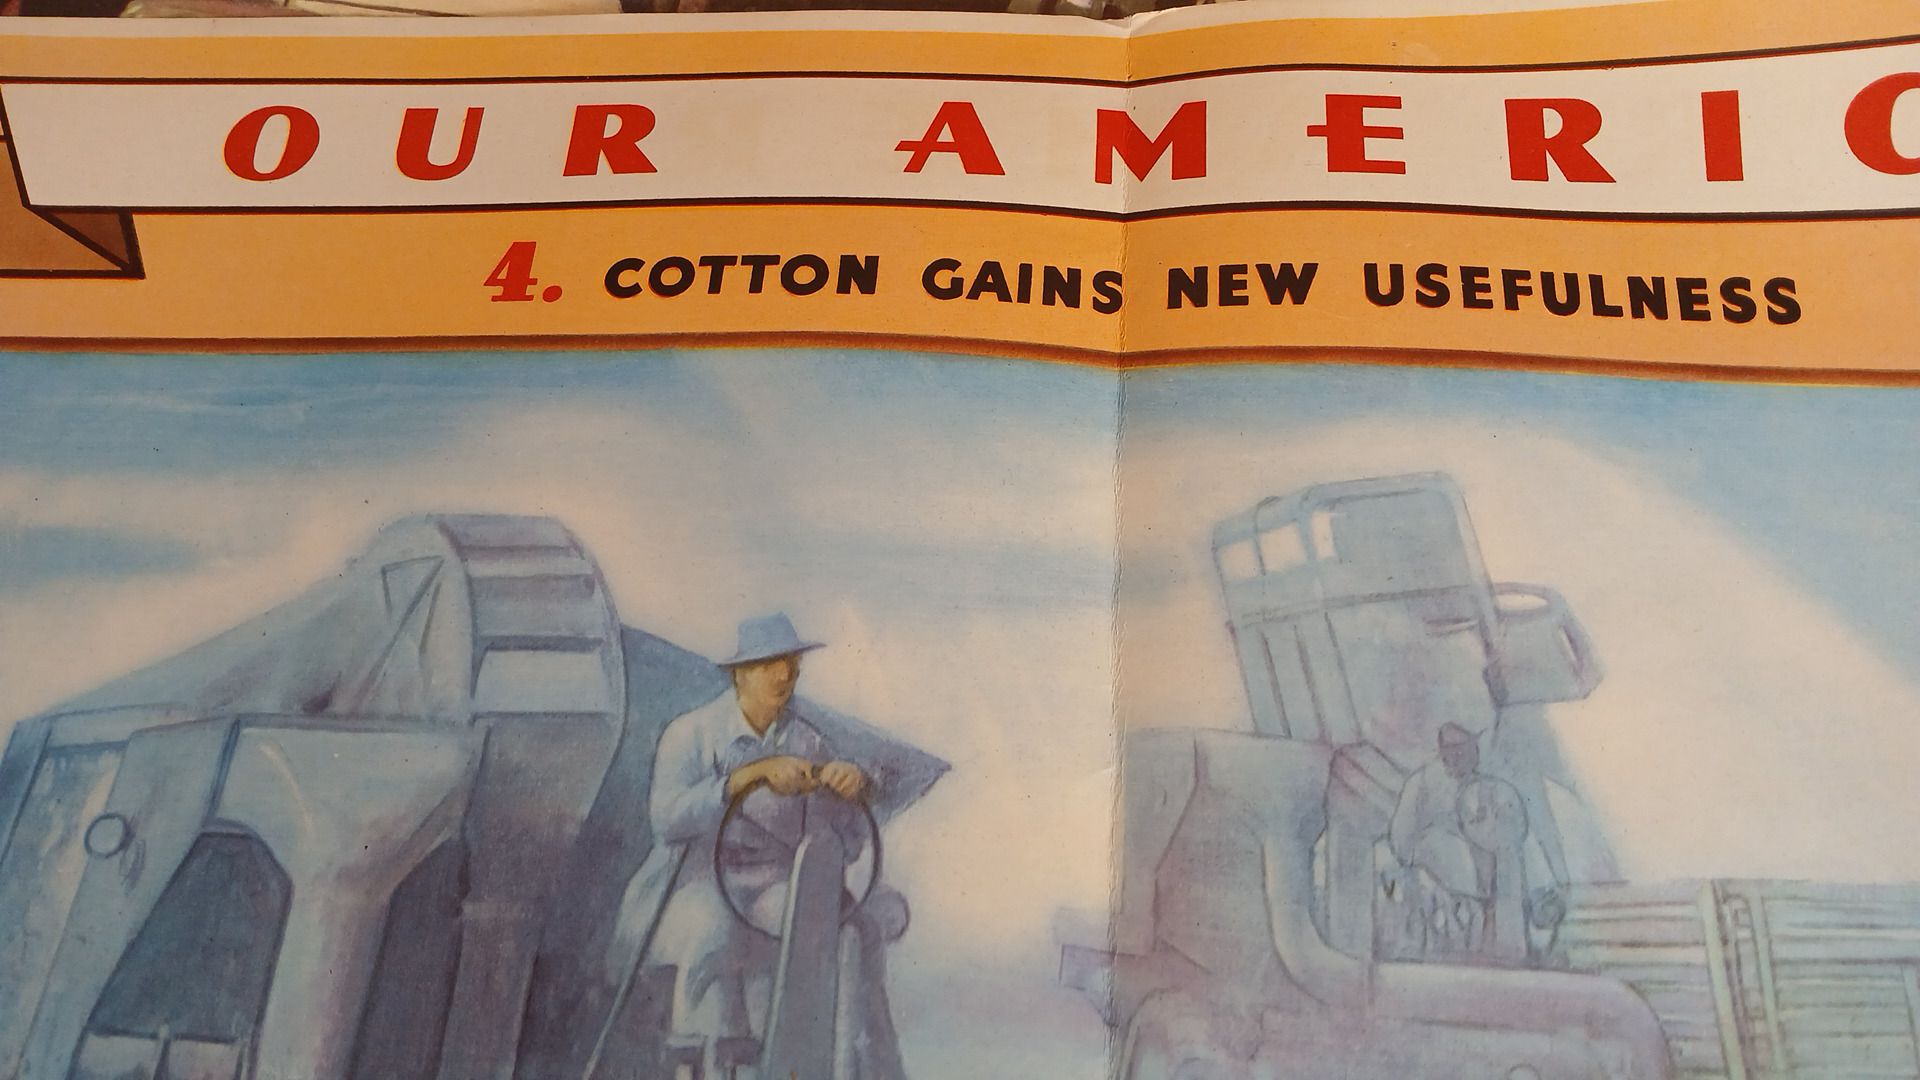 OUR AMERIC
4. COTTON GAINS NEW USEFULNESS